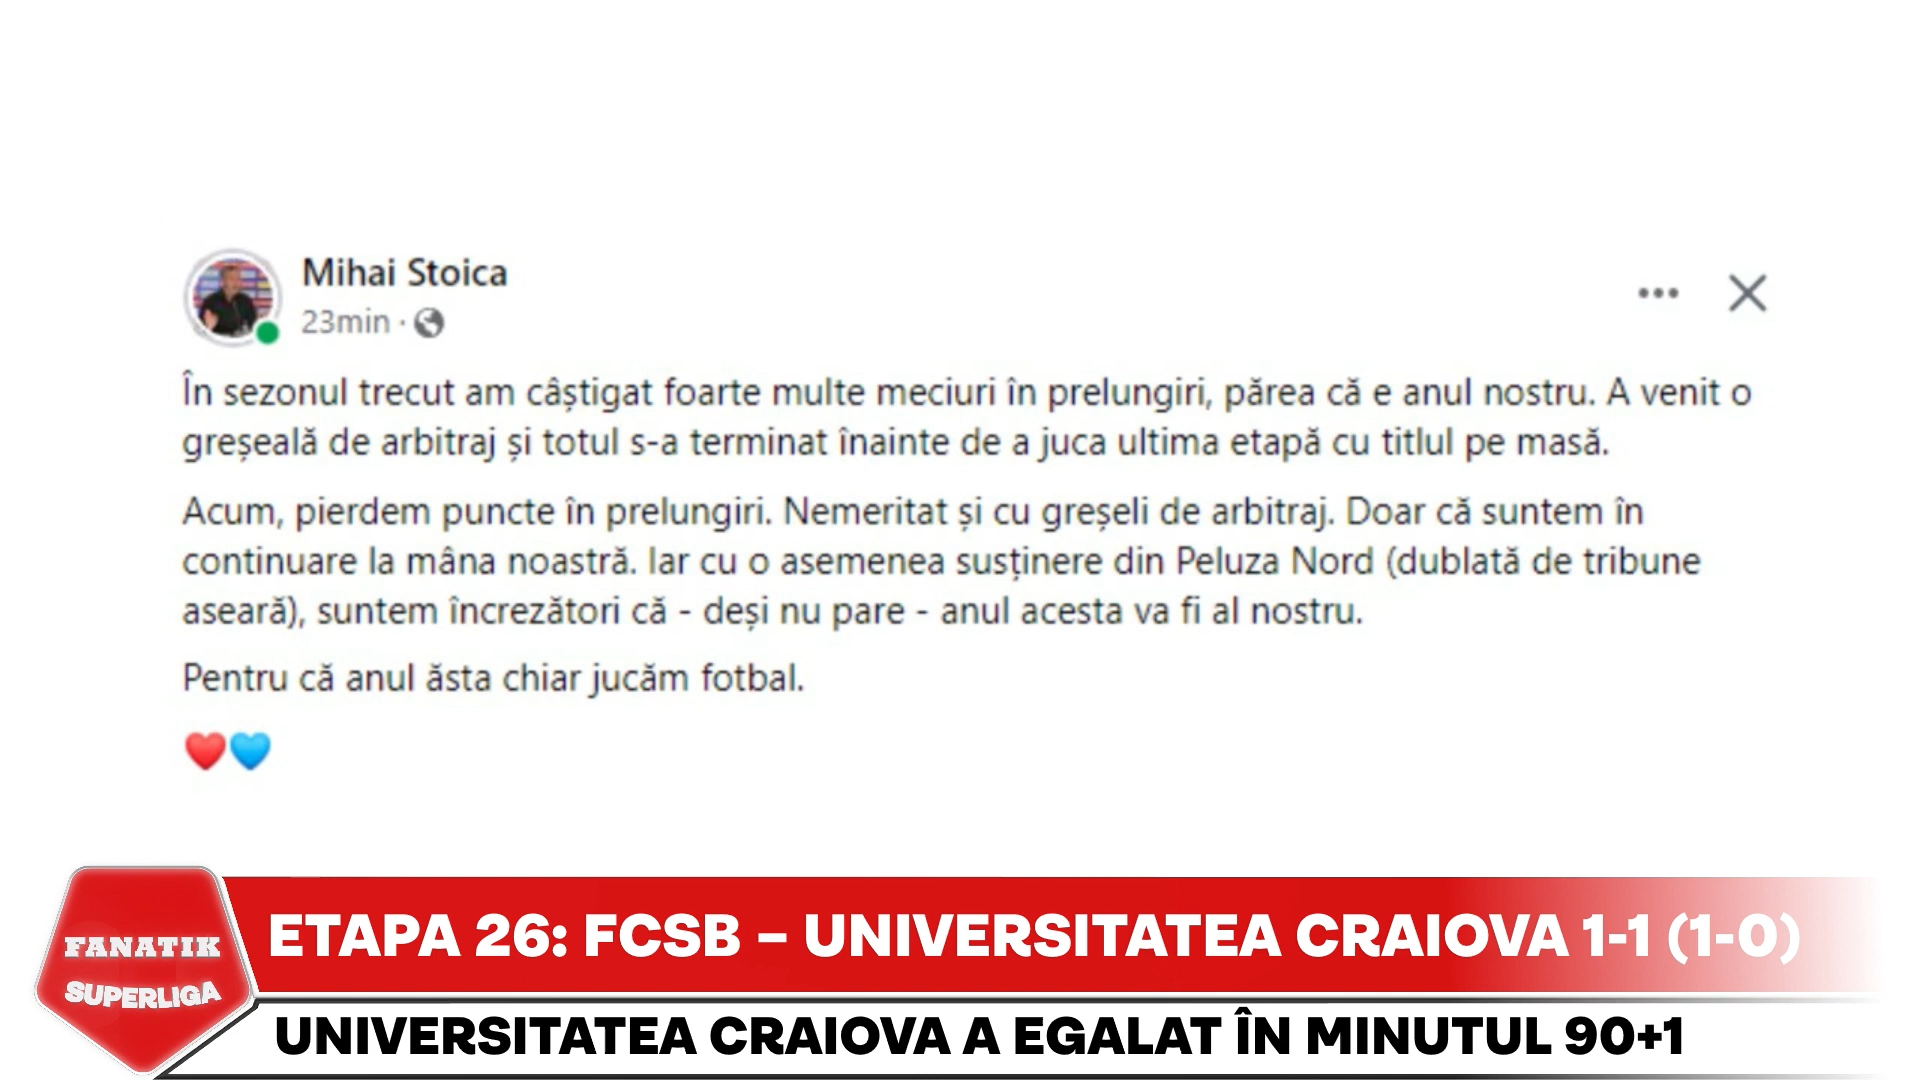 Mihai Stoica
23min ·
În sezonul trecut am câștigat foarte multe meciuri în prelungiri, părea că e anul nostru. A venit o
greșeală de arbitraj și totul s-a terminat înainte de a juca ultima etapă cu titlul pe masă.
Acum, pierdem puncte în prelungiri. Nemeritat și cu greșeli de arbitraj. Doar că suntem în
continuare la mâna noastră. Iar cu o asemenea susținere din Peluza Nord (dublată de tribune
aseară), suntem încrezători că - deși nu pare - anul acesta va fi al nostru.
Pentru că anul ăsta chiar jucăm fotbal.
❤️💙
ETAPA 26: FCSB – UNIVERSITATEA CRAIOVA 1-1 (1-0)
FANATIK
SUPERLIGA
UNIVERSITATEA CRAIOVA A EGALAT ÎN MINUTUL 90+1